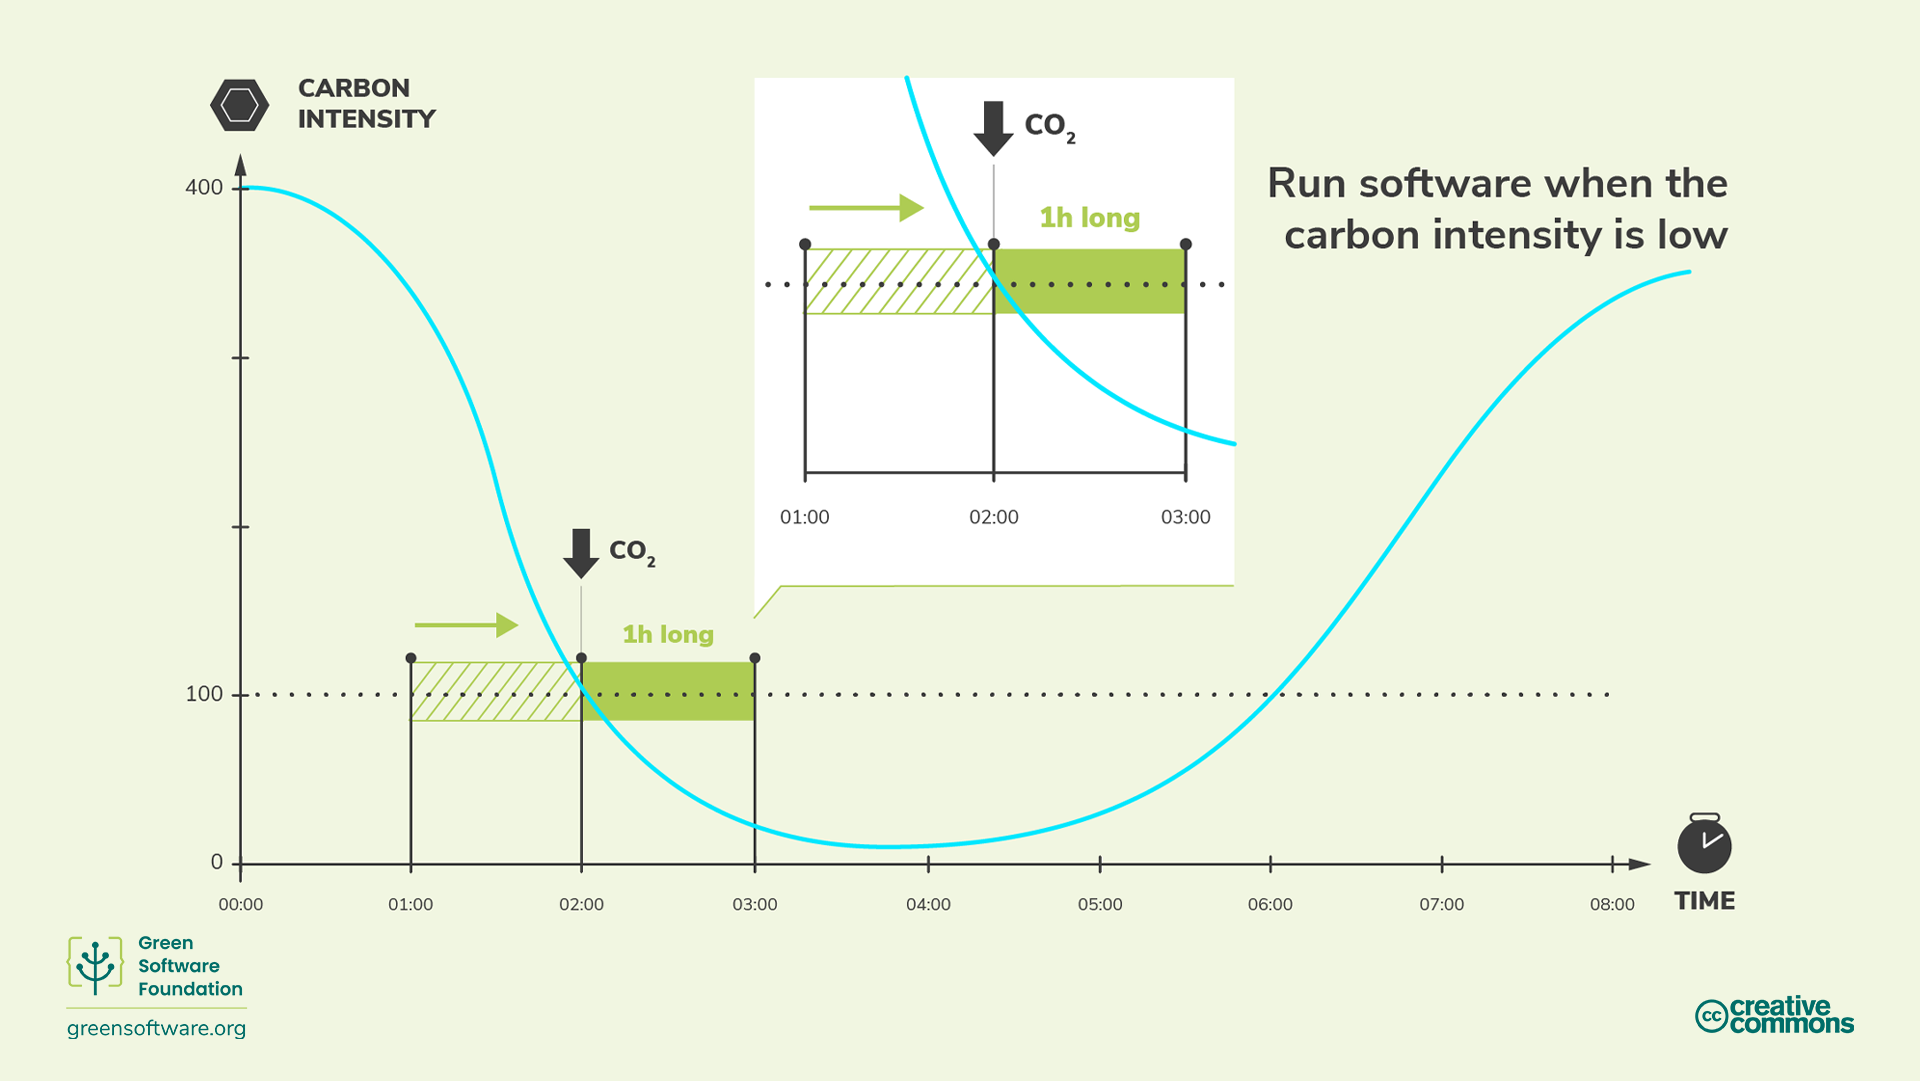 CARBON
INTENSITY
400
100
0
CO2
1h long
01:00
02:00
03:00
Run software when the
carbon intensity is low
CO2
1h long
00:00
01:00
02:00
03:00
04:00
05:00
06:00
07:00
08:00
TIME
Green
Software
Foundation
greensoftware.org
cc creative
commons